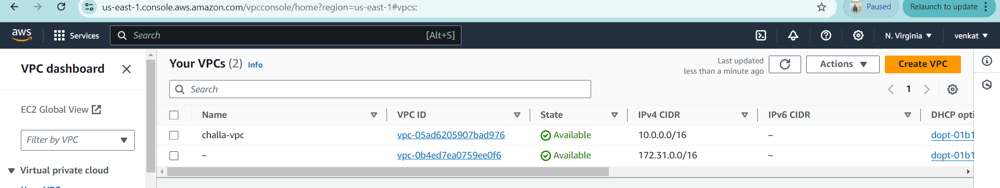 us-east-1.console.aws.amazon.com/vpcconsole/home?region=us-east-1#vpcs:
Paused
Relaunch to update
aws
Services
Search
[Alt+S]
N. Virginia
venkat
VPC dashboard
EC2 Global View
Filter by VPC
Virtual private cloud
Your VPCs (2) Info
Last updated
less than a minute ago
Actions
Create VPC
Search
1
Name VPC ID State IPv4 CIDR IPv6 CIDR DHCP opti
challa-vpc vpc-05ad6205907bad976 Available 10.0.0.0/16 – dopt-01b1
– vpc-0b4ed7ea0759ee0f6 Available 172.31.0.0/16 – dopt-01b1